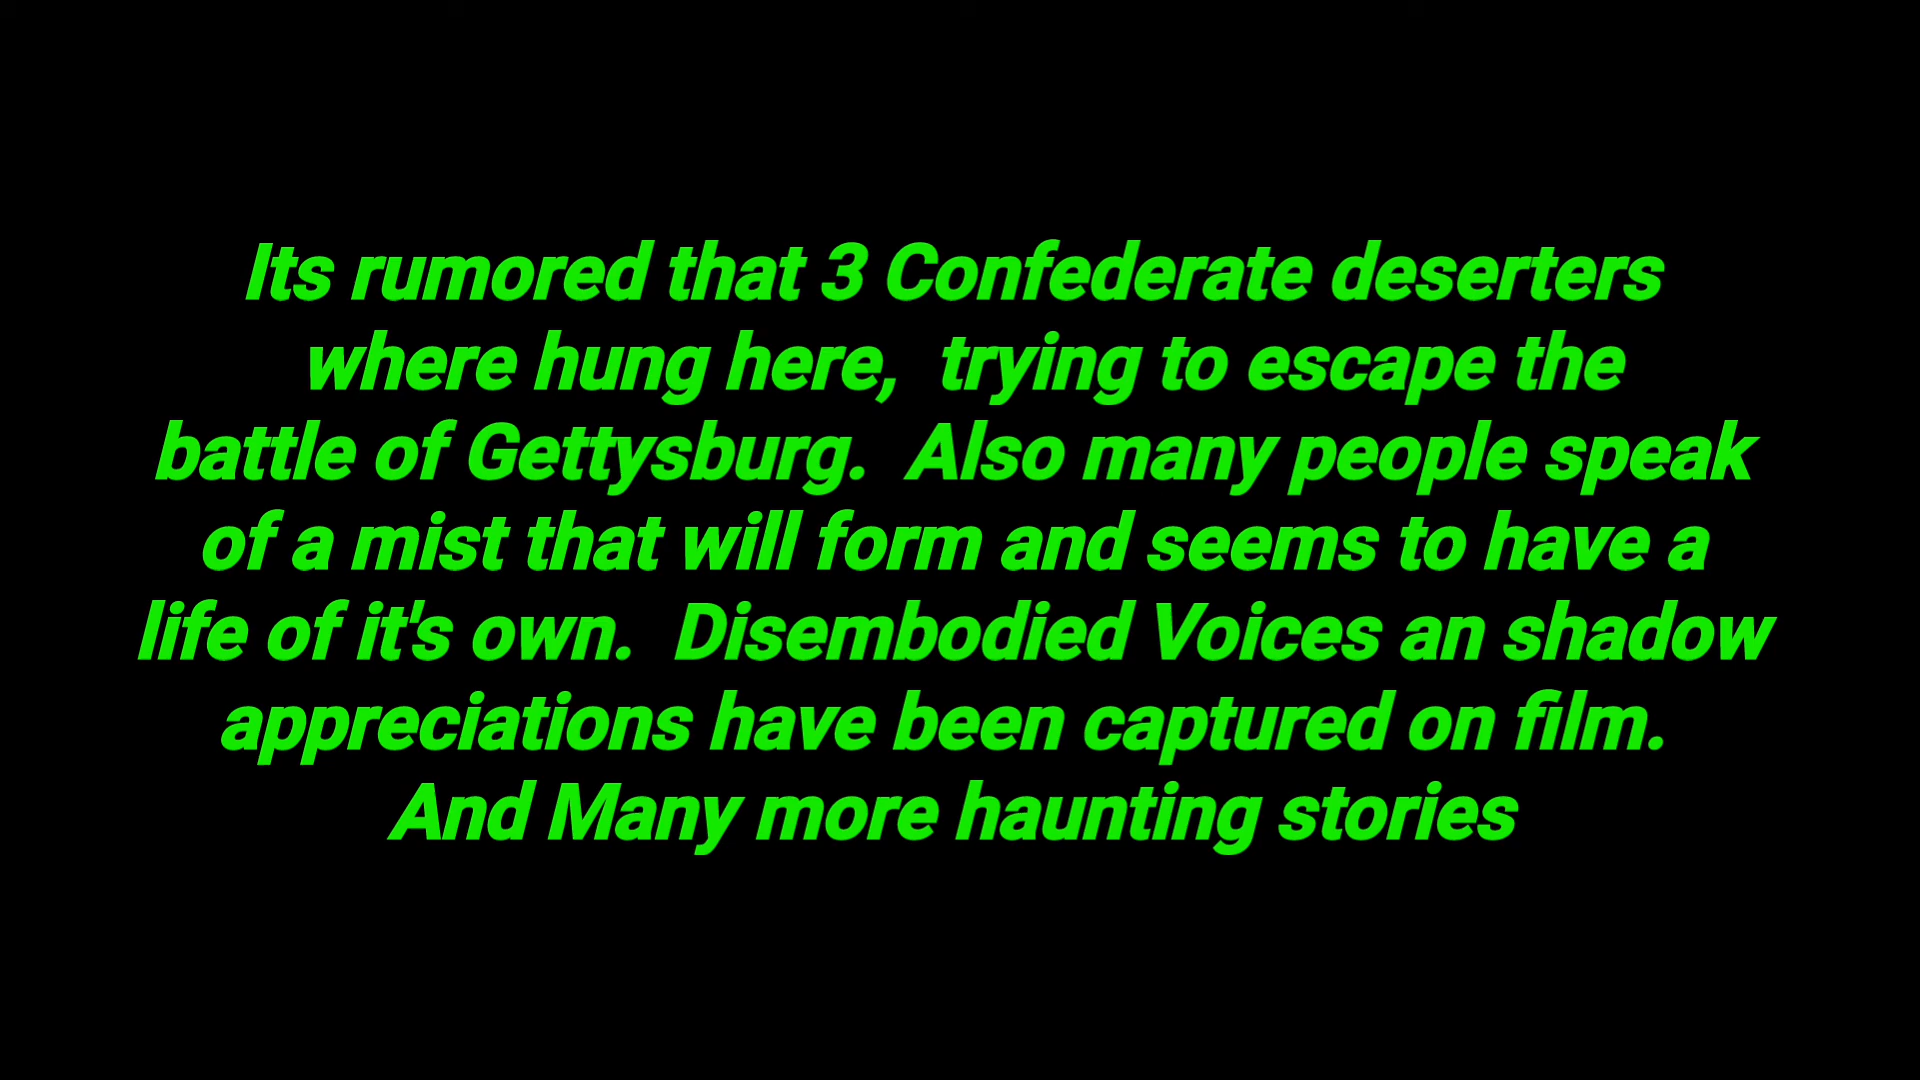 Its rumored that 3 Confederate deserters
where hung here,  trying to escape the
battle of Gettysburg.  Also many people speak
of a mist that will form and seems to have a
life of it's own.  Disembodied Voices an shadow
appreciations have been captured on film.
And Many more haunting stories